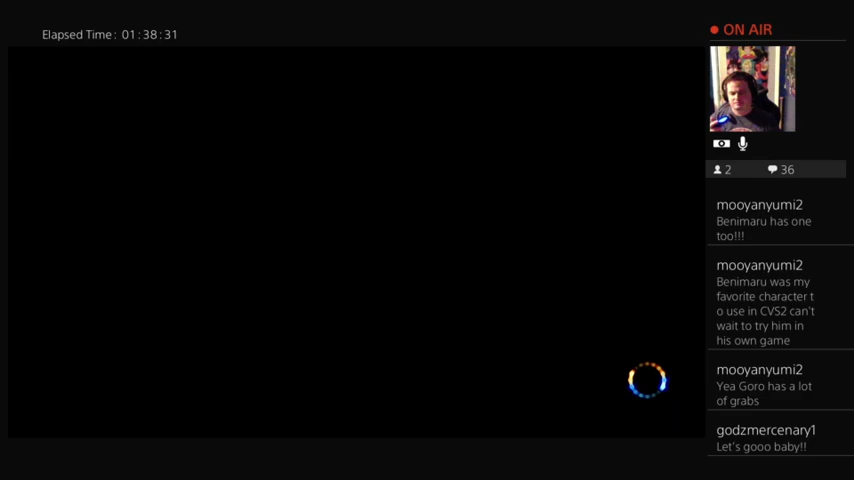 Elapsed Time: 01:38:31
ON AIR
2 36
mooyanyumi2
Benimaru has one
too!!!
mooyanyumi2
Benimaru was my
favorite character t
o use in CVS2 can't
wait to try him in
his own game
mooyanyumi2
Yea Goro has a lot
of grabs
godzmercenary1
Let's gooo baby!!